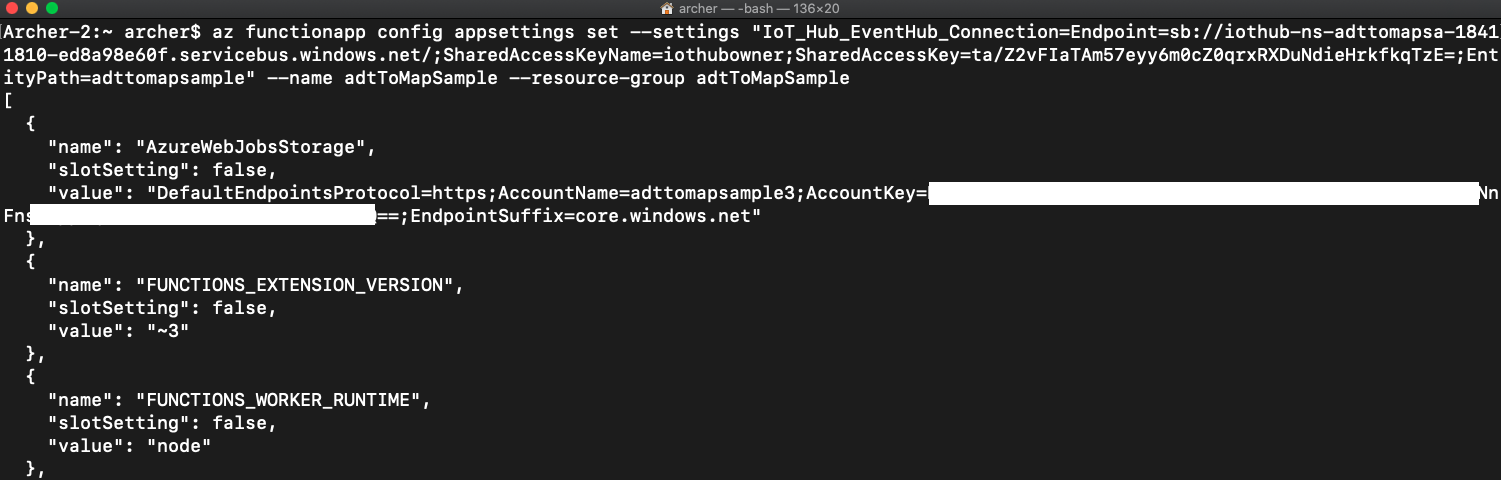 archer — -bash — 136×20
Archer-2:~ archer$ az functionapp config appsettings set --settings "IoT_Hub_EventHub_Connection=Endpoint=sb://iothub-ns-adttomapsa-1841
1810-ed8a98e60f.servicebus.windows.net/;SharedAccessKeyName=iothubowner;SharedAccessKey=ta/Z2vFIaTAm57eyy6m0cZ0qrxRXDuNdieHrkfkqTzE=;Ent
ityPath=adttomapsample" --name adtToMapSample --resource-group adtToMapSample
[
{
"name": "AzureWebJobsStorage",
"slotSetting": false,
"value": "DefaultEndpointsProtocol=https;AccountName=adttomapsample3;AccountKey= Nn
Fns ==;EndpointSuffix=core.windows.net"
},
{
"name": "FUNCTIONS_EXTENSION_VERSION",
"slotSetting": false,
"value": "~3"
},
{
"name": "FUNCTIONS_WORKER_RUNTIME",
"slotSetting": false,
"value": "node"
},